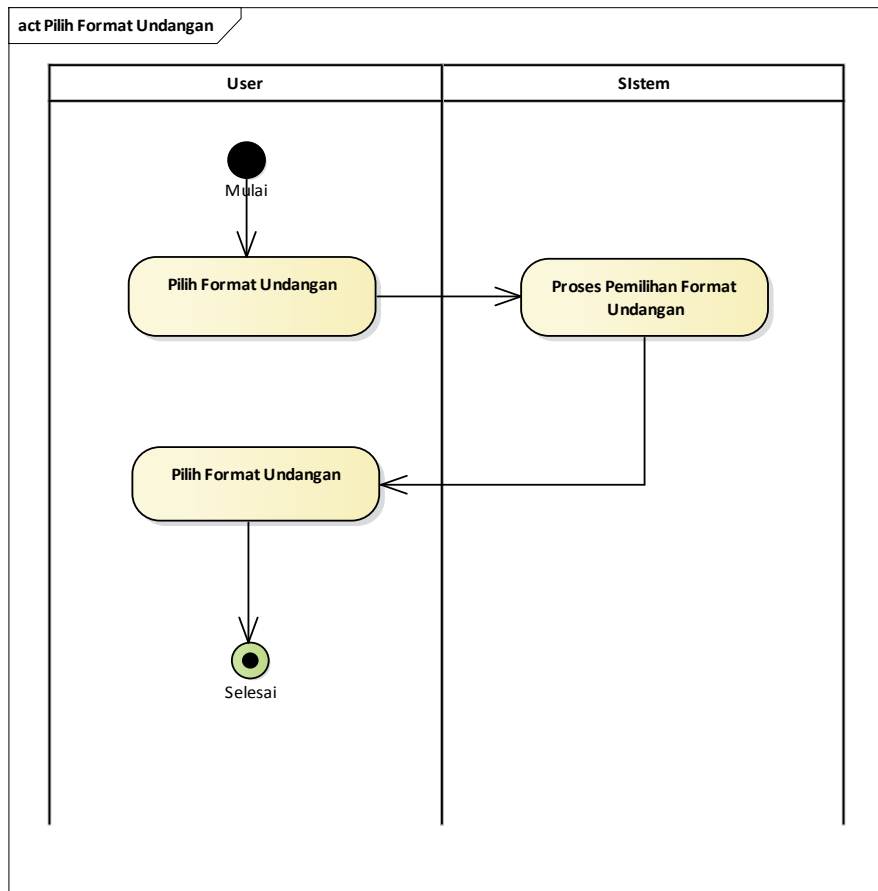 act Pilih Format Undangan
User
SIstem
Mulai
Pilih Format Undangan
Proses Pemilihan Format
Undangan
Pilih Format Undangan
Selesai